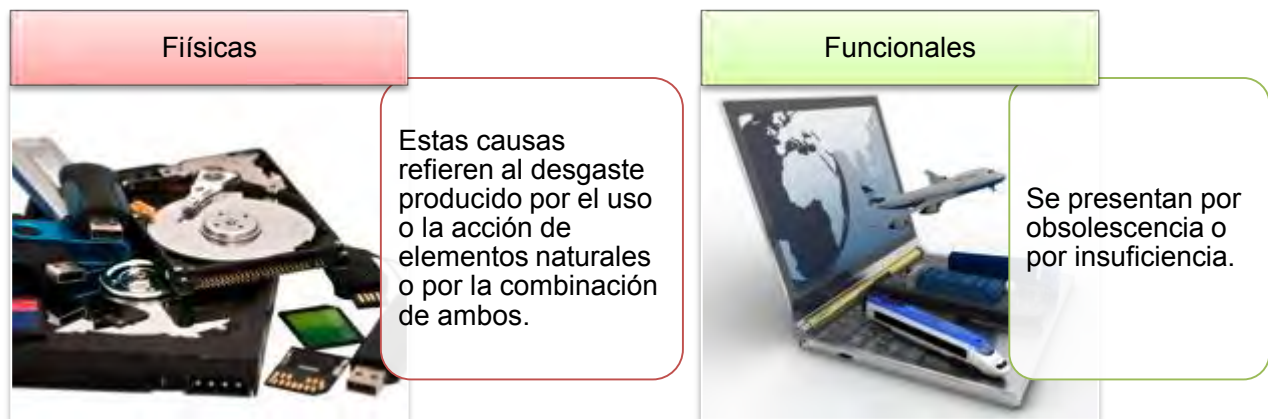 Fiísicas
Estas causas
refieren al desgaste
producido por el uso
o la acción de
elementos naturales
o por la combinación
de ambos.
Funcionales
Se presentan por
obsolescencia o
por insuficiencia.